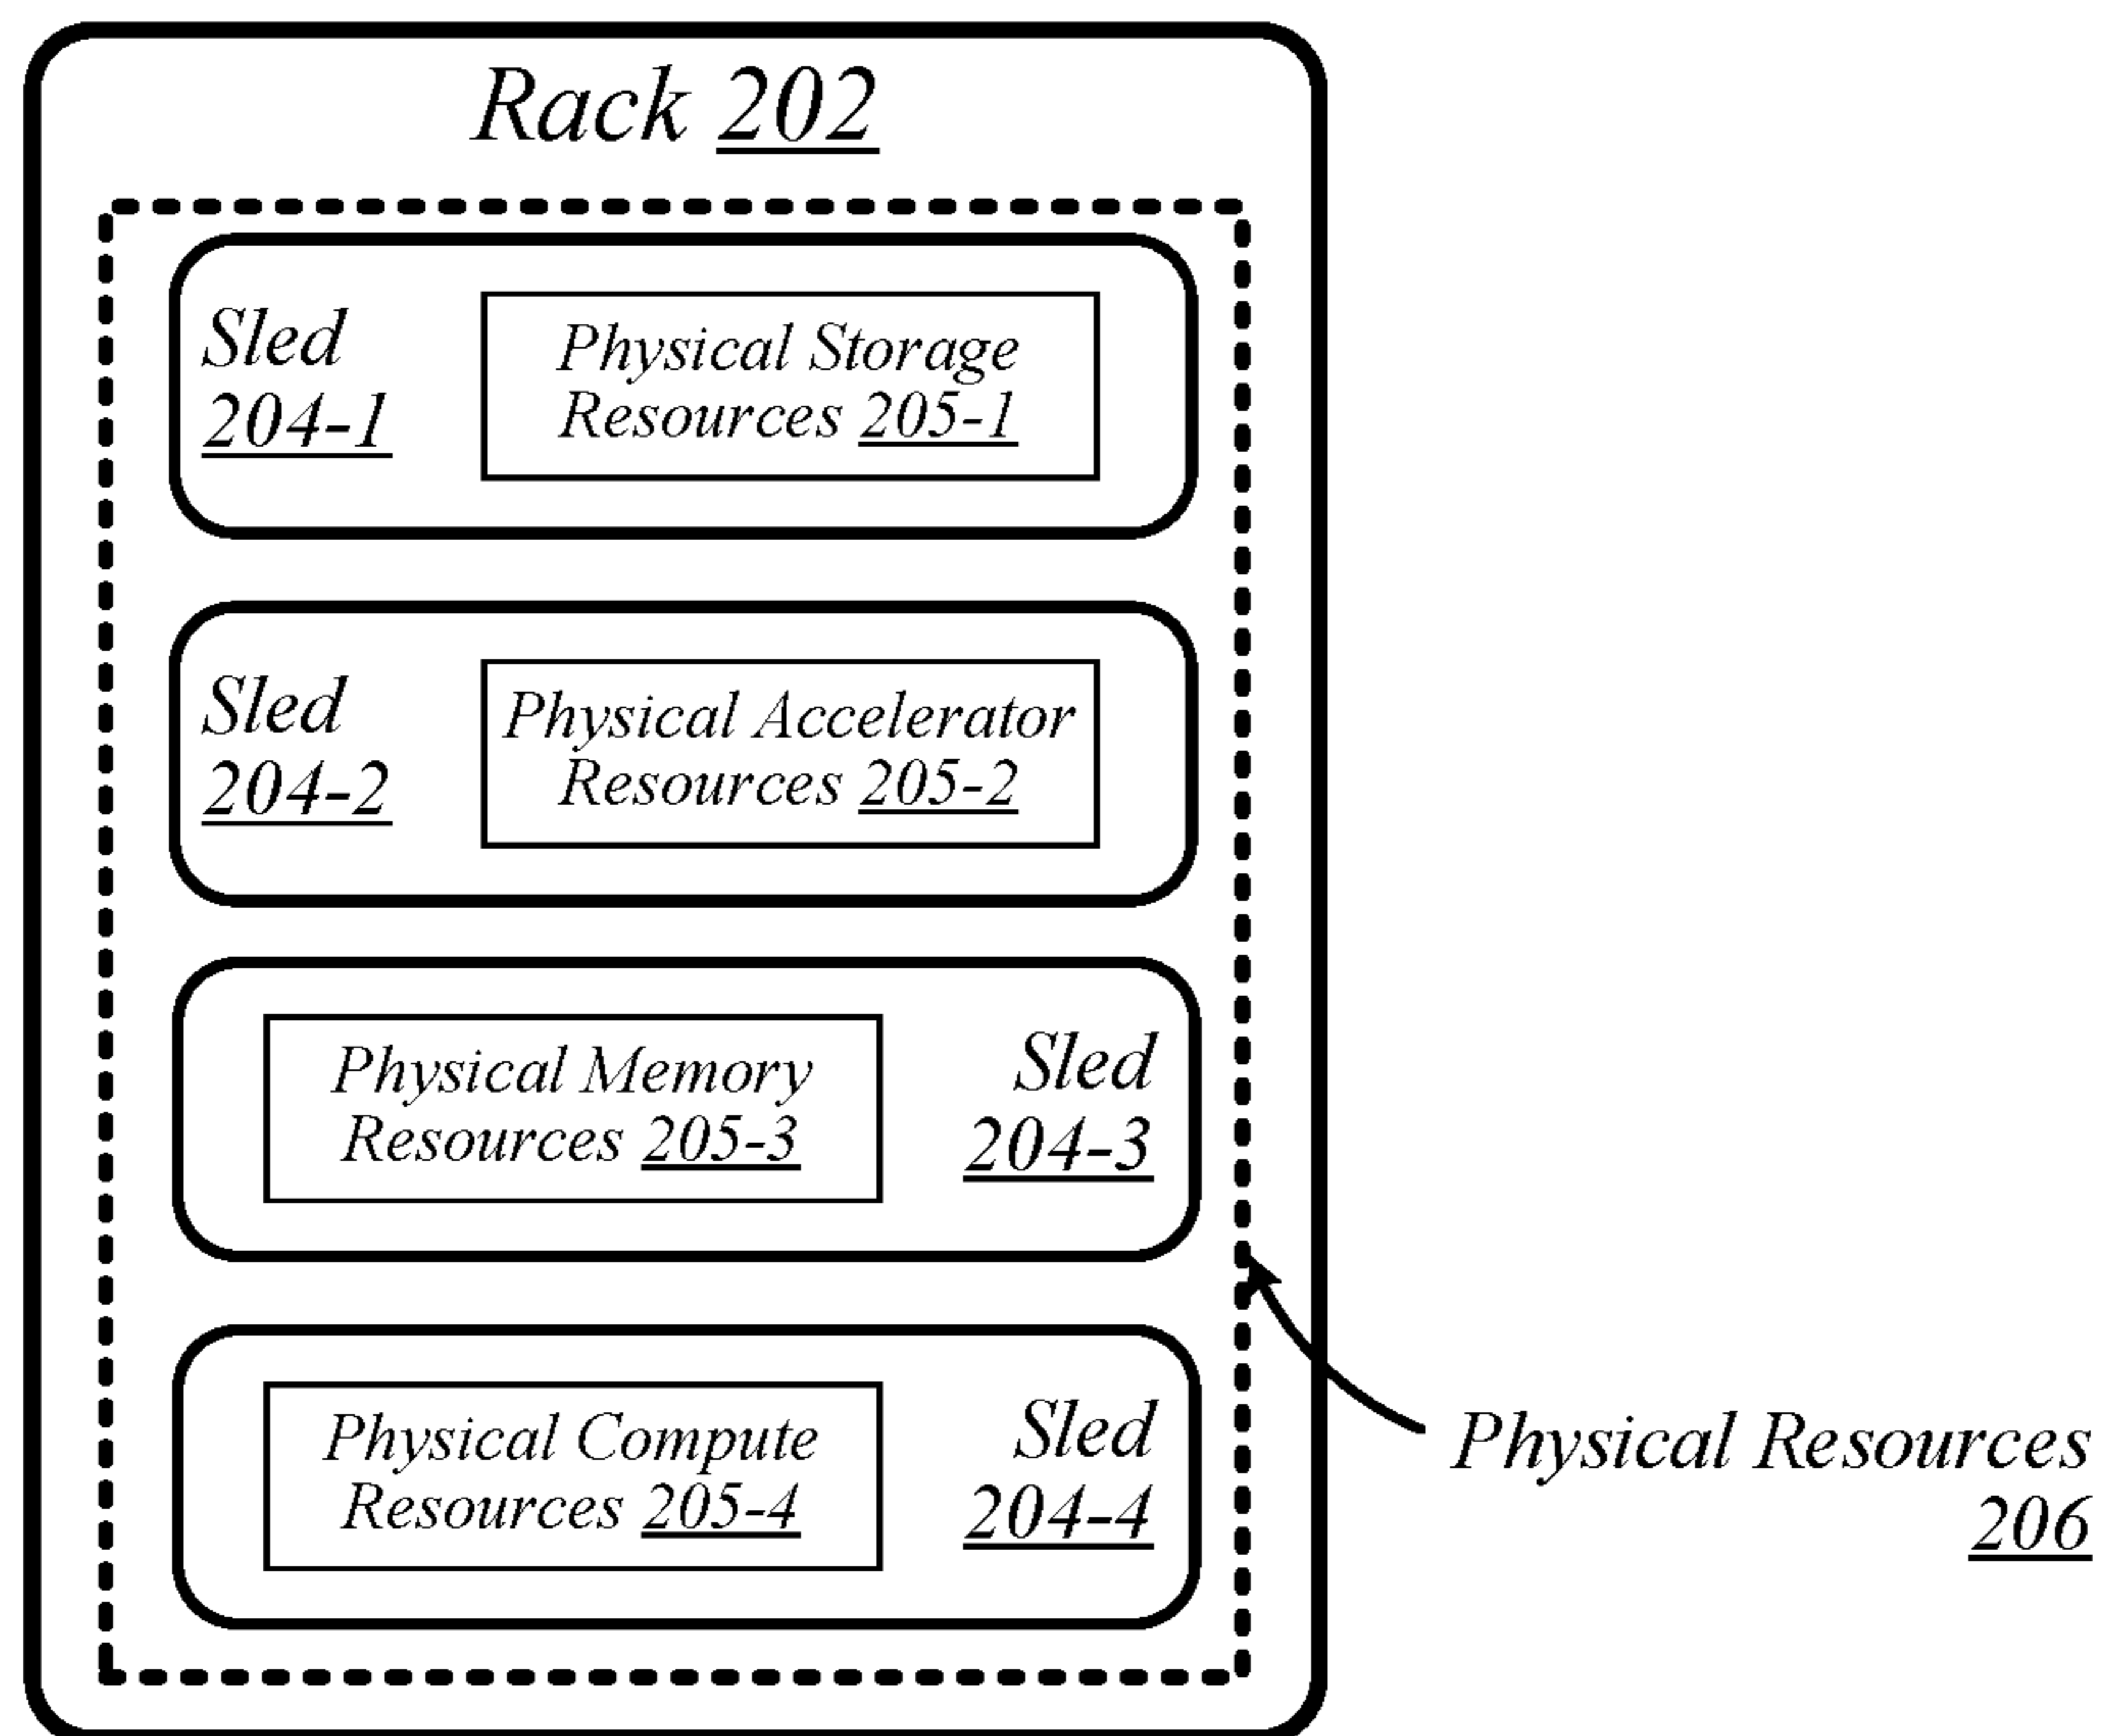 Rack 202
Sled
204-1
Physical Storage
Resources 205-1
Sled
204-2
Physical Accelerator
Resources 205-2
Physical Memory
Resources 205-3
Sled
204-3
Physical Compute
Resources 205-4
Sled
204-4
Physical Resources
206